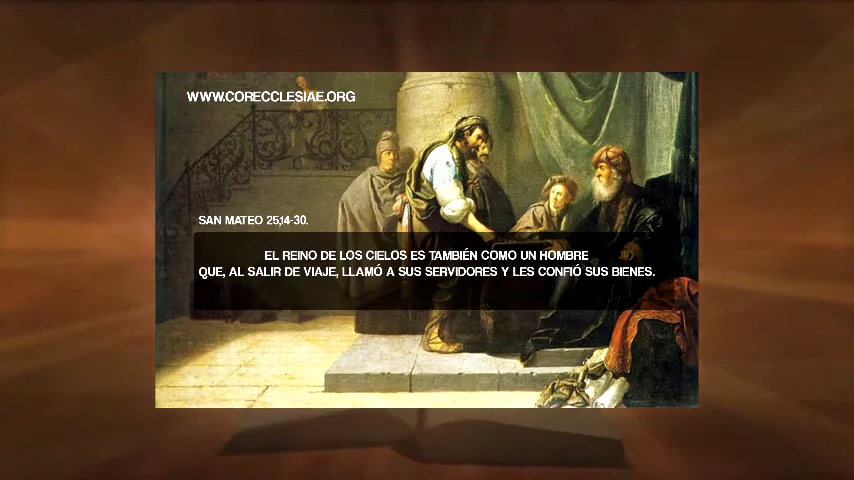 WWW.CORECCLESIAE.ORG
SAN MATEO 25,14-30.
EL REINO DE LOS CIELOS ES TAMBIÉN COMO UN HOMBRE
QUE, AL SALIR DE VIAJE, LLAMÓ A SUS SERVIDORES Y LES CONFIÓ SUS BIENES.